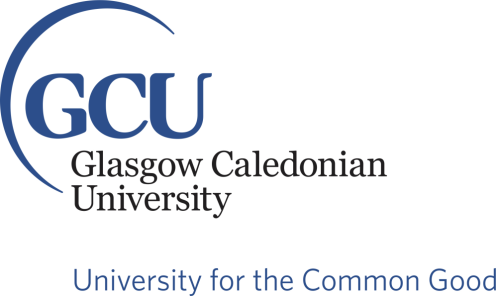 GCU
Glasgow Caledonian
University
University for the Common Good